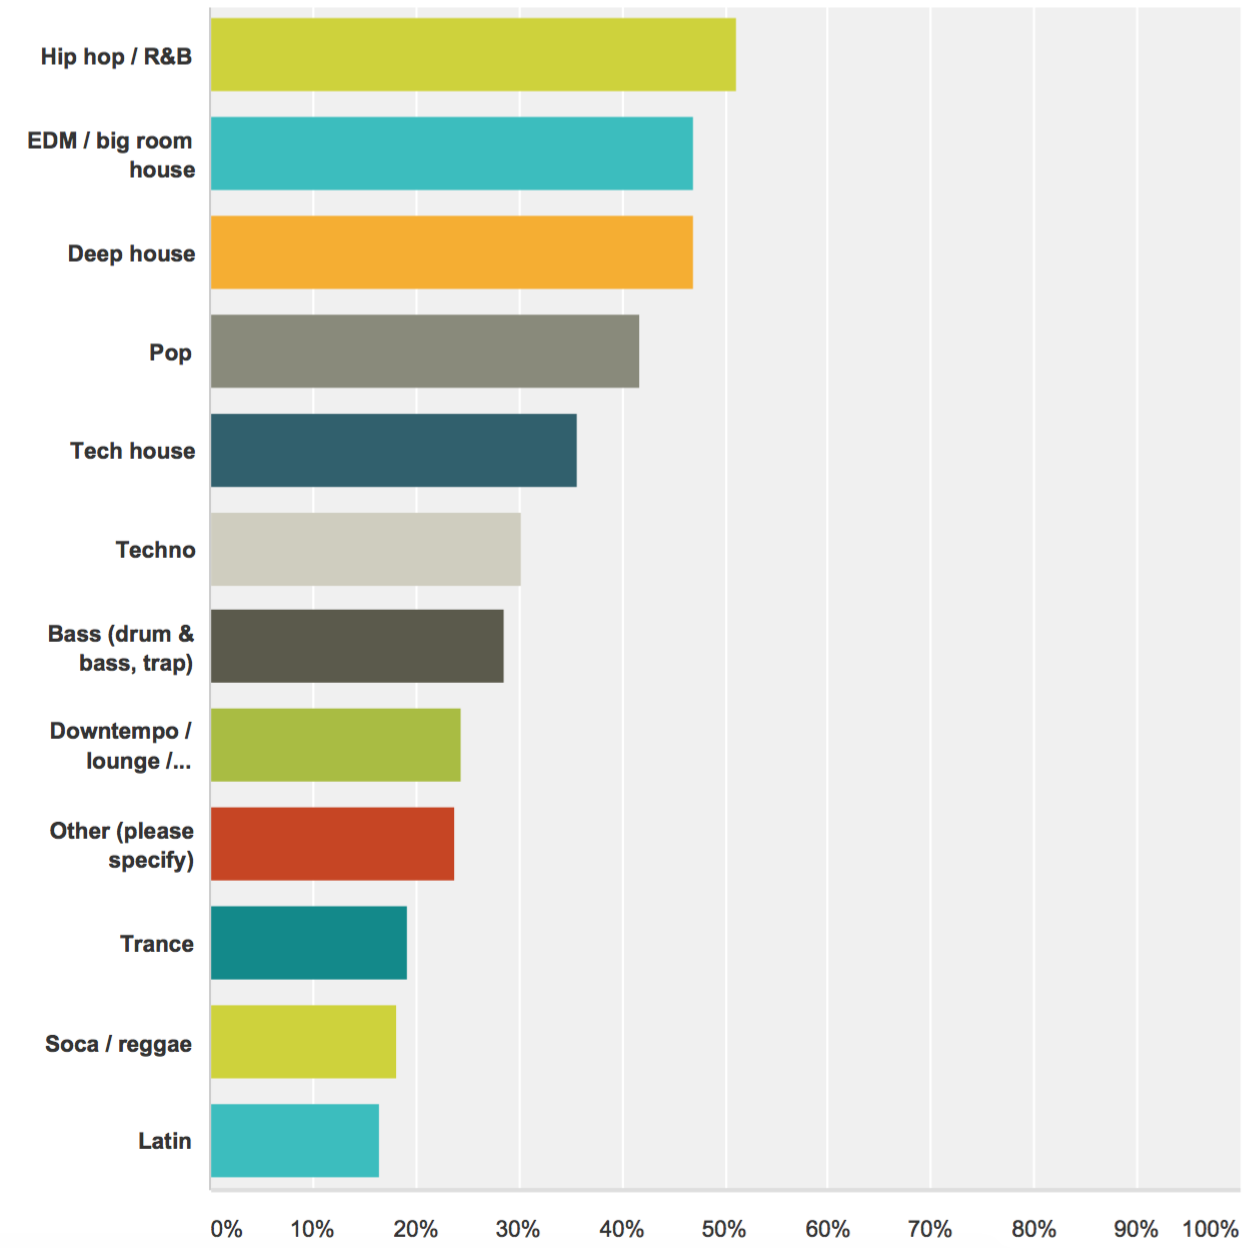 Hip hop / R&B
EDM / big room
house
Deep house
Pop
Tech house
Techno
Bass (drum &
bass, trap)
Downtempo /
lounge /...
Other (please
specify)
Trance
Soca / reggae
Latin
0% 10% 20% 30% 40% 50% 60% 70% 80% 90% 100%